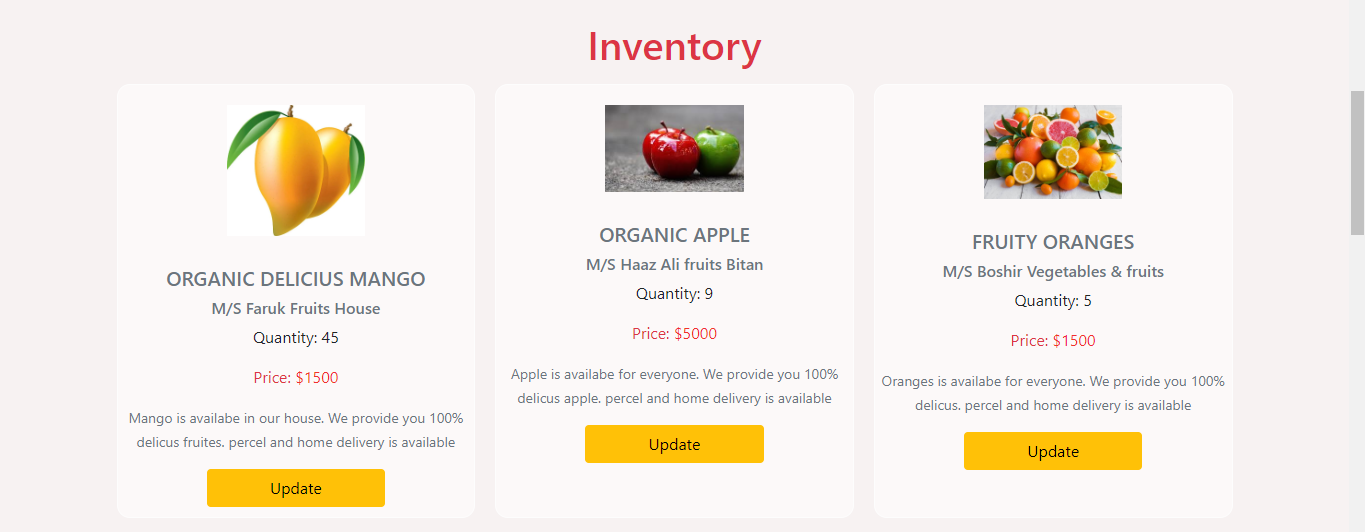 Inventory
ORGANIC DELICIUS MANGO
M/S Faruk Fruits House
Quantity: 45
Price: $1500
Mango is availabe in our house. We provide you 100%
delicus fruites. percel and home delivery is available
Update
ORGANIC APPLE
M/S Haaz Ali fruits Bitan
Quantity: 9
Price: $5000
Apple is availabe for everyone. We provide you 100%
delicus apple. percel and home delivery is available
Update
FRUITY ORANGES
M/S Boshir Vegetables & fruits
Quantity: 5
Price: $1500
Oranges is availabe for everyone. We provide you 100%
delicus. percel and home delivery is available
Update